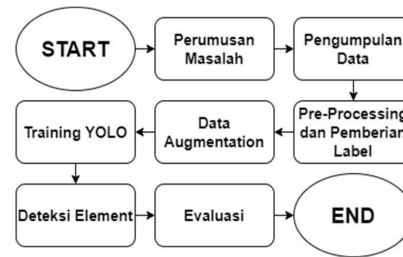 START
Perumusan
Masalah
Pengumpulan
Data
Pre-Processing
dan Pemberian
Label
Data
Augmentation
Training YOLO
Deteksi Element
Evaluasi
END